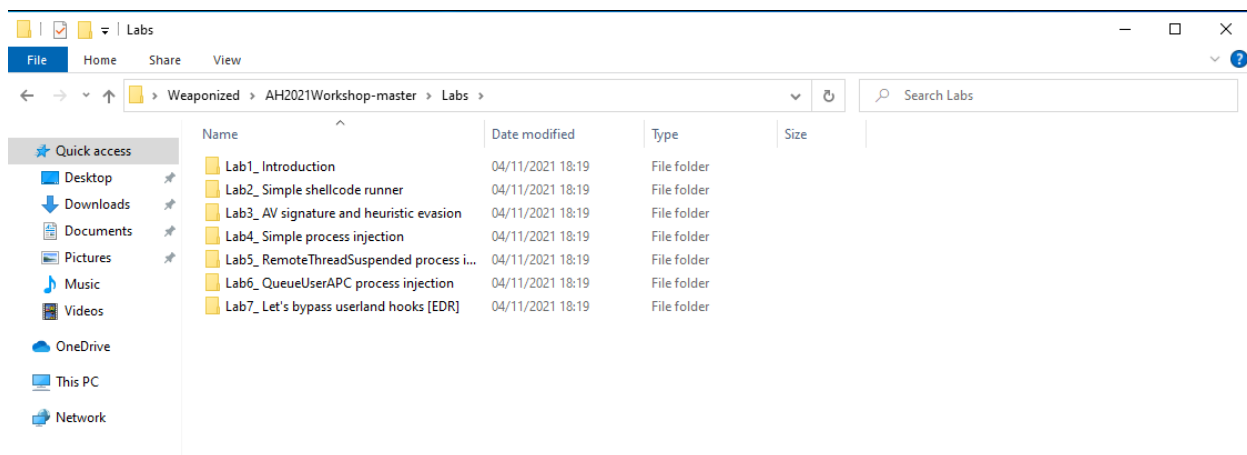 Labs
File Home Share View
Weaponized > AH2021Workshop-master > Labs >
Search Labs
Name Date modified Type Size
Quick access
Desktop
Downloads
Documents
Pictures
Music
Videos
OneDrive
This PC
Network
Lab1_ Introduction 04/11/2021 18:19 File folder
Lab2_ Simple shellcode runner 04/11/2021 18:19 File folder
Lab3_ AV signature and heuristic evasion 04/11/2021 18:19 File folder
Lab4_ Simple process injection 04/11/2021 18:19 File folder
Lab5_ RemoteThreadSuspended process i... 04/11/2021 18:19 File folder
Lab6_ QueueUserAPC process injection 04/11/2021 18:19 File folder
Lab7_ Let's bypass userland hooks [EDR] 04/11/2021 18:19 File folder